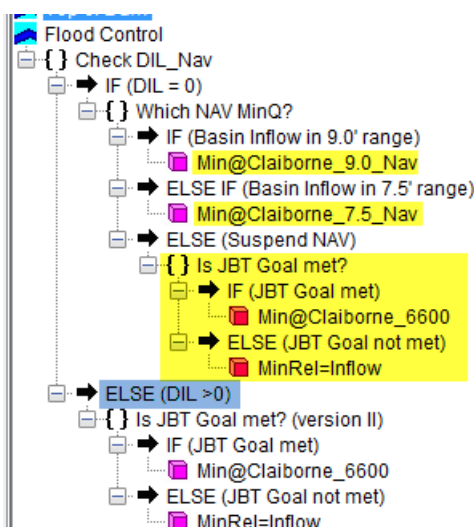 Flood Control
{ } Check DIL_Nav
IF (DIL = 0)
{ } Which NAV MinQ?
IF (Basin Inflow in 9.0' range)
Min@Claiborne_9.0_Nav
ELSE IF (Basin Inflow in 7.5' range)
Min@Claiborne_7.5_Nav
ELSE (Suspend NAV)
{ } Is JBT Goal met?
IF (JBT Goal met)
Min@Claiborne_6600
ELSE (JBT Goal not met)
MinRel=Inflow
ELSE (DIL >0)
{ } Is JBT Goal met? (version II)
IF (JBT Goal met)
Min@Claiborne_6600
ELSE (JBT Goal not met)
MinRel=Inflow